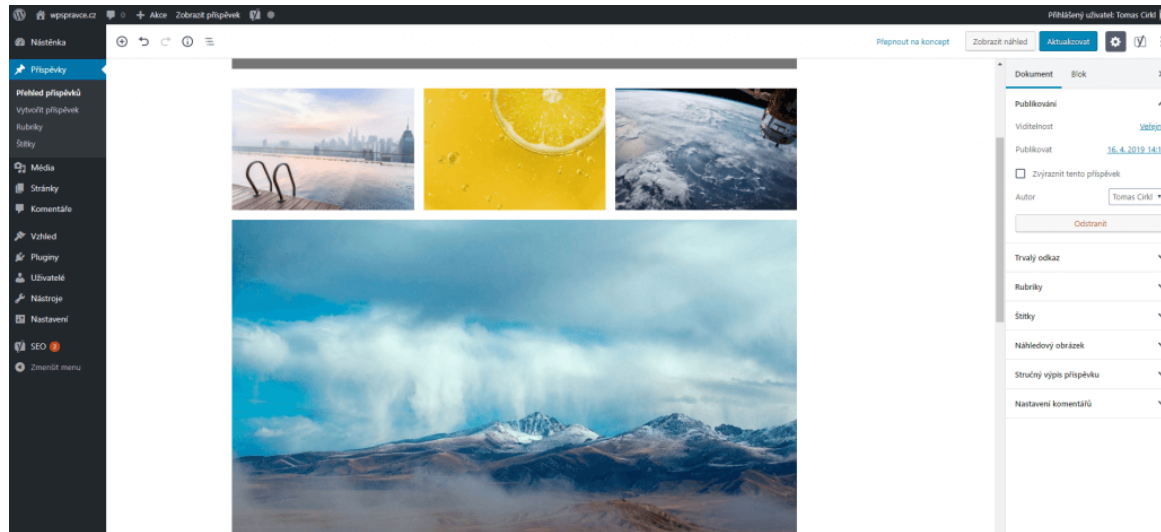 wpspravce.cz 0 + Akce Zobrazit příspěvek
Přihlášený uživatel: Tomas Cirkl
Nástěnka
Příspěvky
Přehled příspěvků
Vytvořit příspěvek
Rubriky
Štítky
Média
Stránky
Komentáře
Vzhled
Pluginy
Uživatelé
Nástroje
Nastavení
SEO 2
Zmenšit menu
Přepnout na koncept
Zobrazit náhled
Aktualizovat
Dokument Blok
Publikování
Viditelnost Veřejn
Publikovat 16. 4. 2019 14:1
Zvýraznit tento příspěvek
Autor Tomas Cirkl
Odstranit
Trvalý odkaz
Rubriky
Štítky
Náhledový obrázek
Stručný výpis příspěvku
Nastavení komentářů